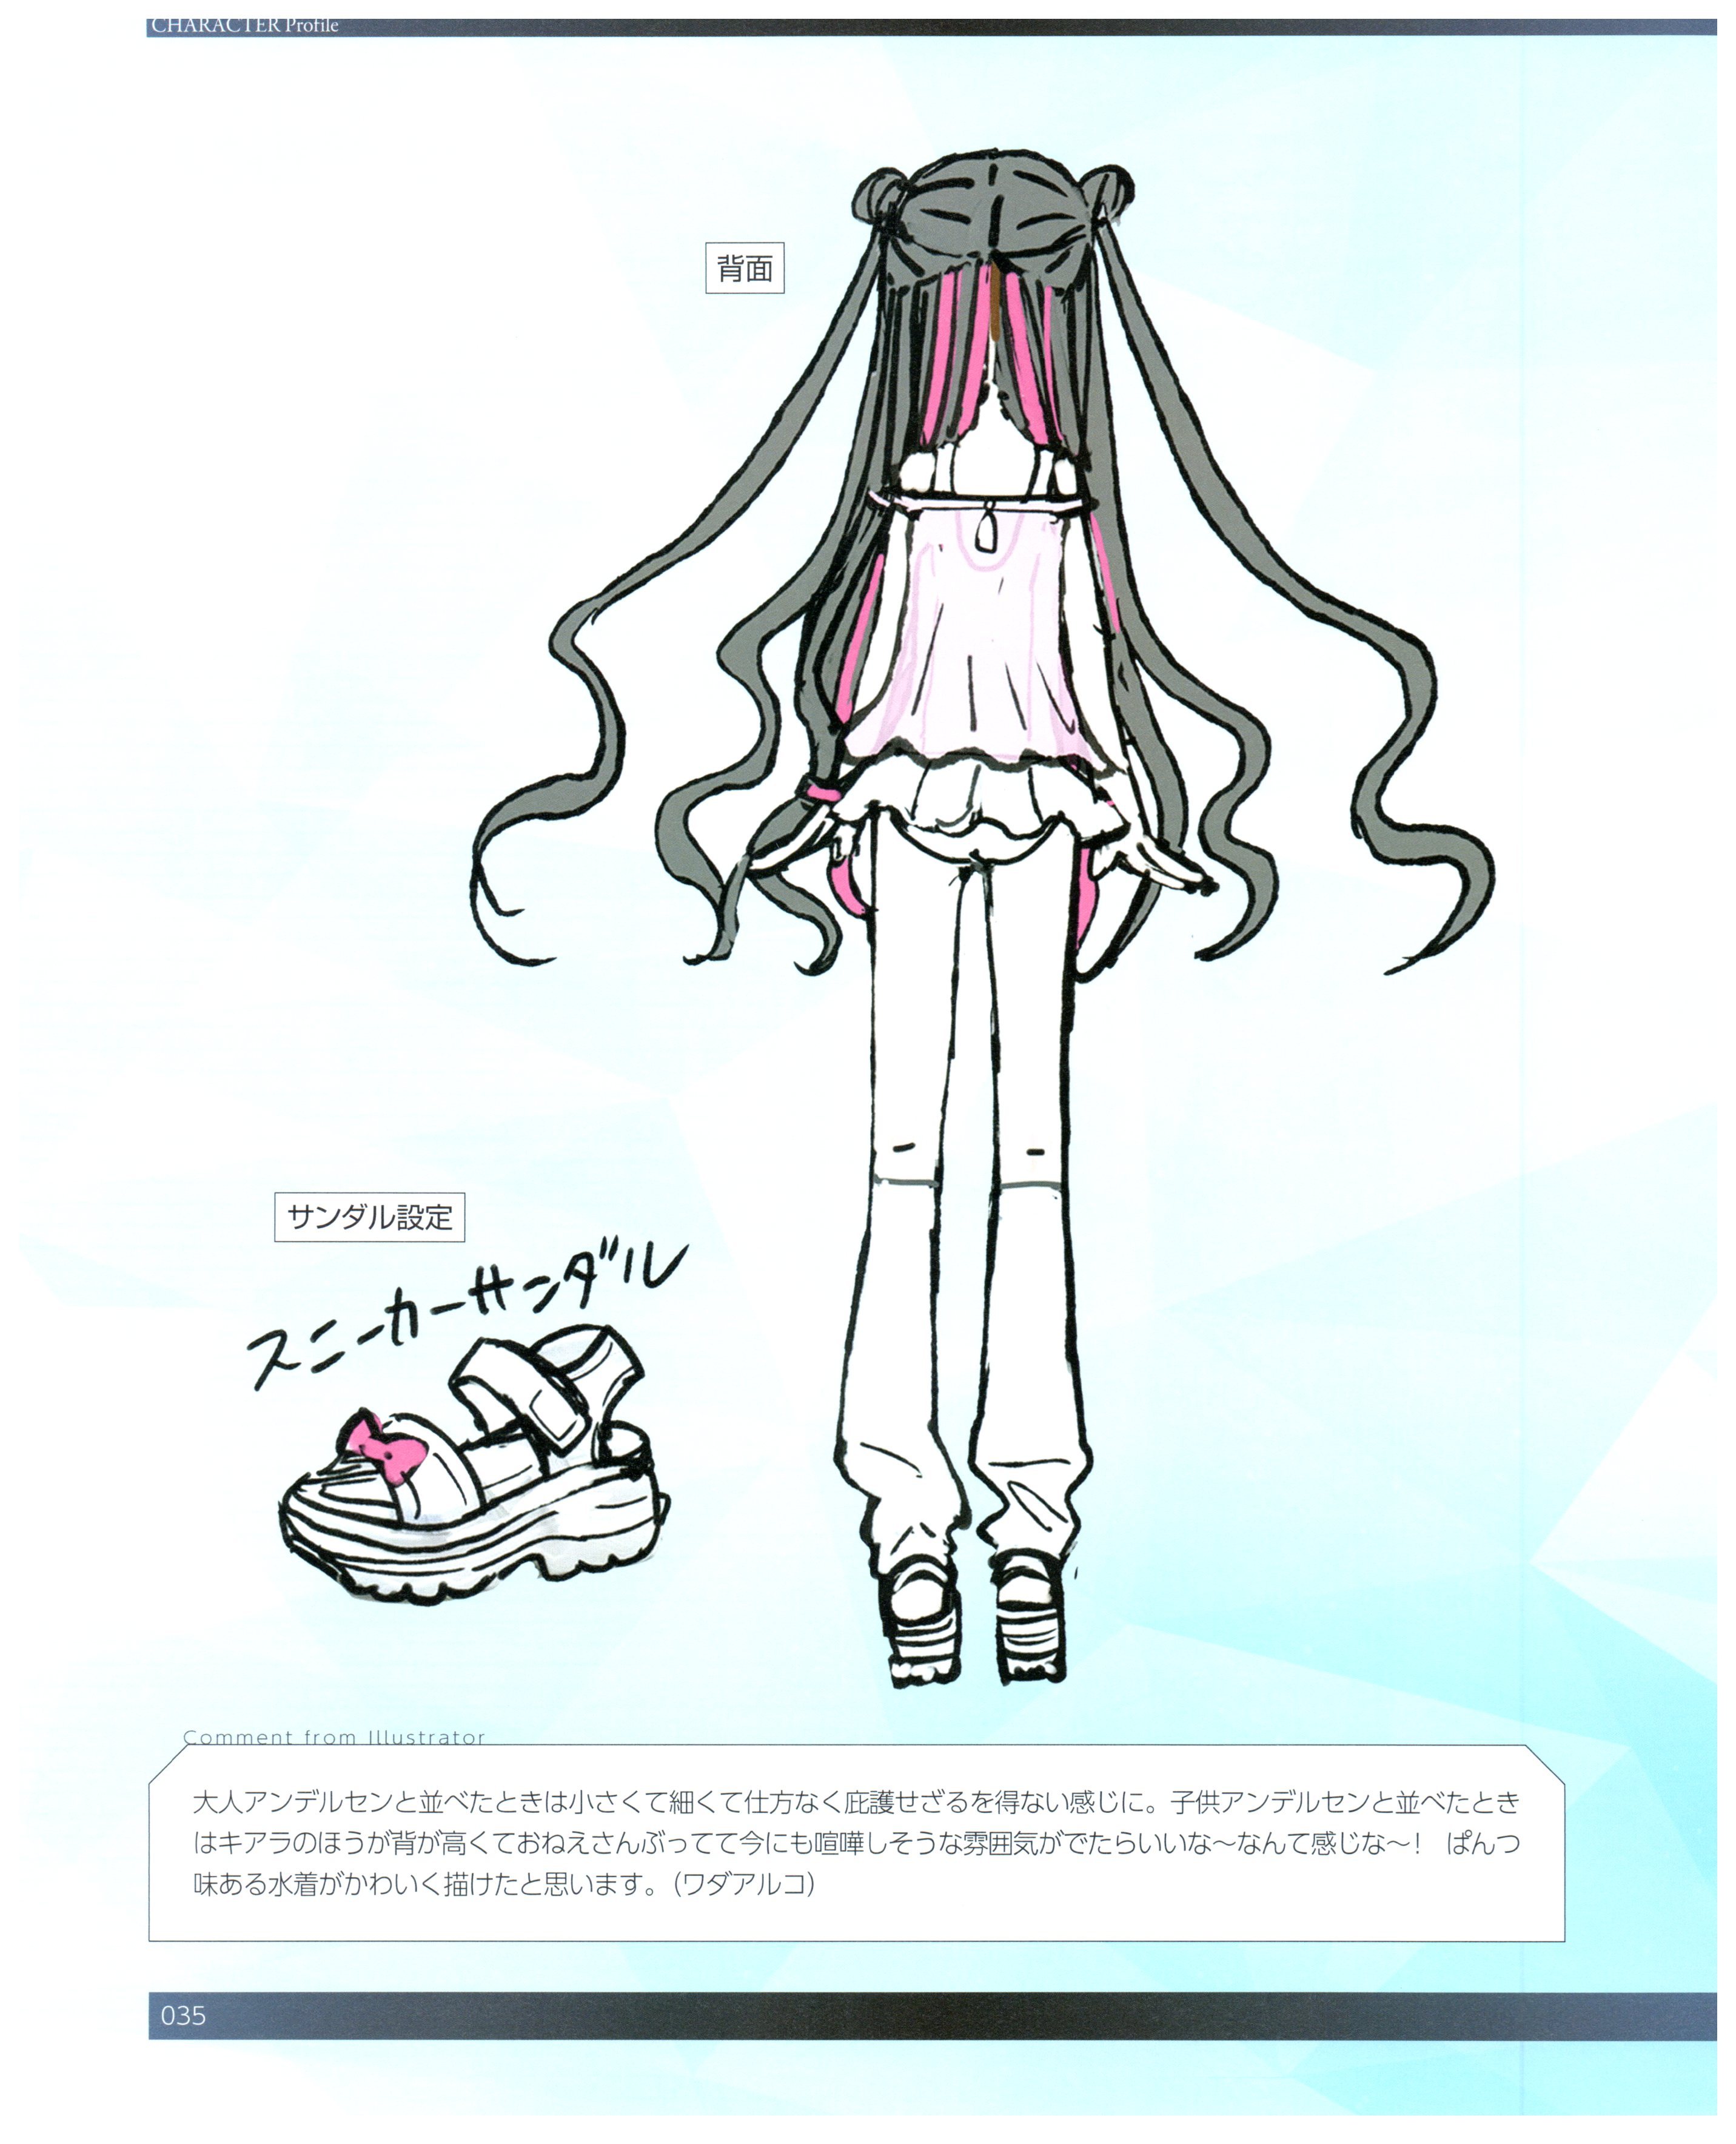 CHARACTER Profile
背面
サンダル設定
スニーカーサンダル
Comment from Illustrator
大人アンデルセンと並べたときは小さくて細くて仕方なく庇護せざるを得ない感じに。子供アンデルセンと並べたとき
はキアラのほうが背が高くておねえさんぶってて今にも喧嘩しそうな雰囲気がでたらいいな〜なんて感じな〜！　ぱんつ
味ある水着がかわいく描けたと思います。（ワダアルコ）
035